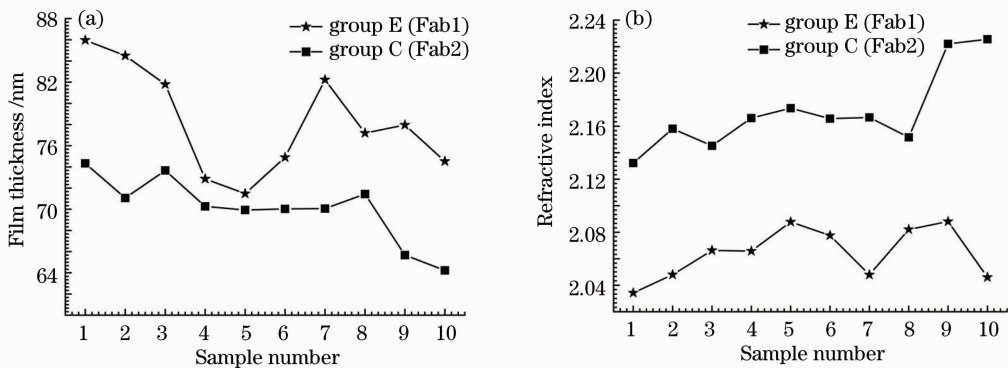 (a)
group E (Fab1)
group C (Fab2)
88
82
76
70
64
Film thickness /nm
1 2 3 4 5 6 7 8 9 10
Sample number
(b)
group E (Fab1)
group C (Fab2)
2.24
2.20
2.16
2.12
2.08
2.04
Refractive index
1 2 3 4 5 6 7 8 9 10
Sample number